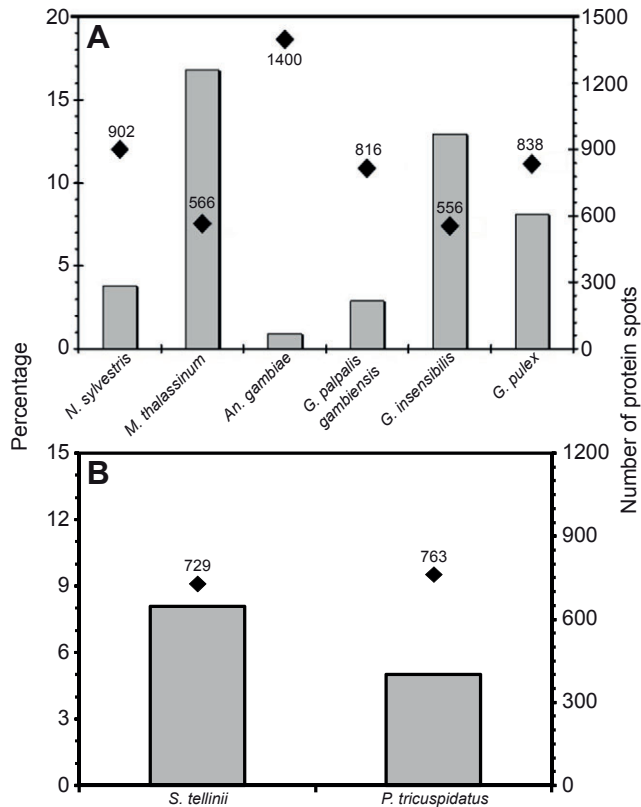 A
20
15
10
5
0
1500
1200
900
600
300
0
902
566
1400
816
556
838
N. sylvestris
M. thalassinum
An. gambiae
G. palpalis
gambiensis
G. insensibilis
G. pulex
Percentage
Number of protein spots
B
15
12
9
6
3
0
1200
900
600
300
0
729
763
S. tellinii
P. tricuspidatus